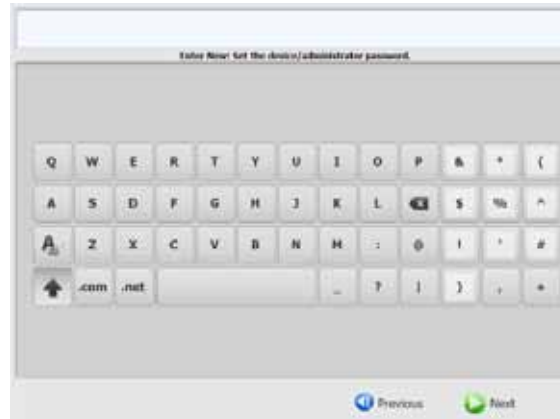 Enter New: Set the device/administrator password.
Q W E R T Y U I O P & * (
A S D F G H J K L $ % ^
A Z X C V B N M : @ ! ' #
.com .net _ ? ) ,
Previous Next